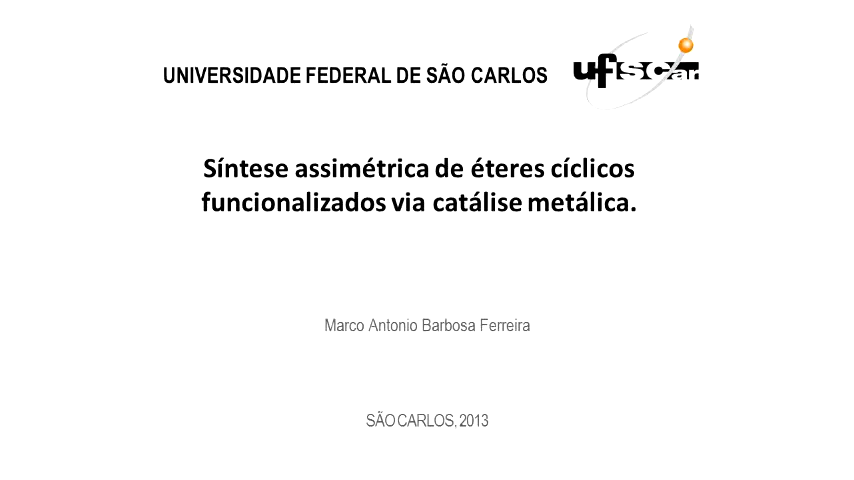 UNIVERSIDADE FEDERAL DE SÃO CARLOS
ufscar
Síntese assimétrica de éteres cíclicos
funcionalizados via catálise metálica.
Marco Antonio Barbosa Ferreira
SÃO CARLOS, 2013